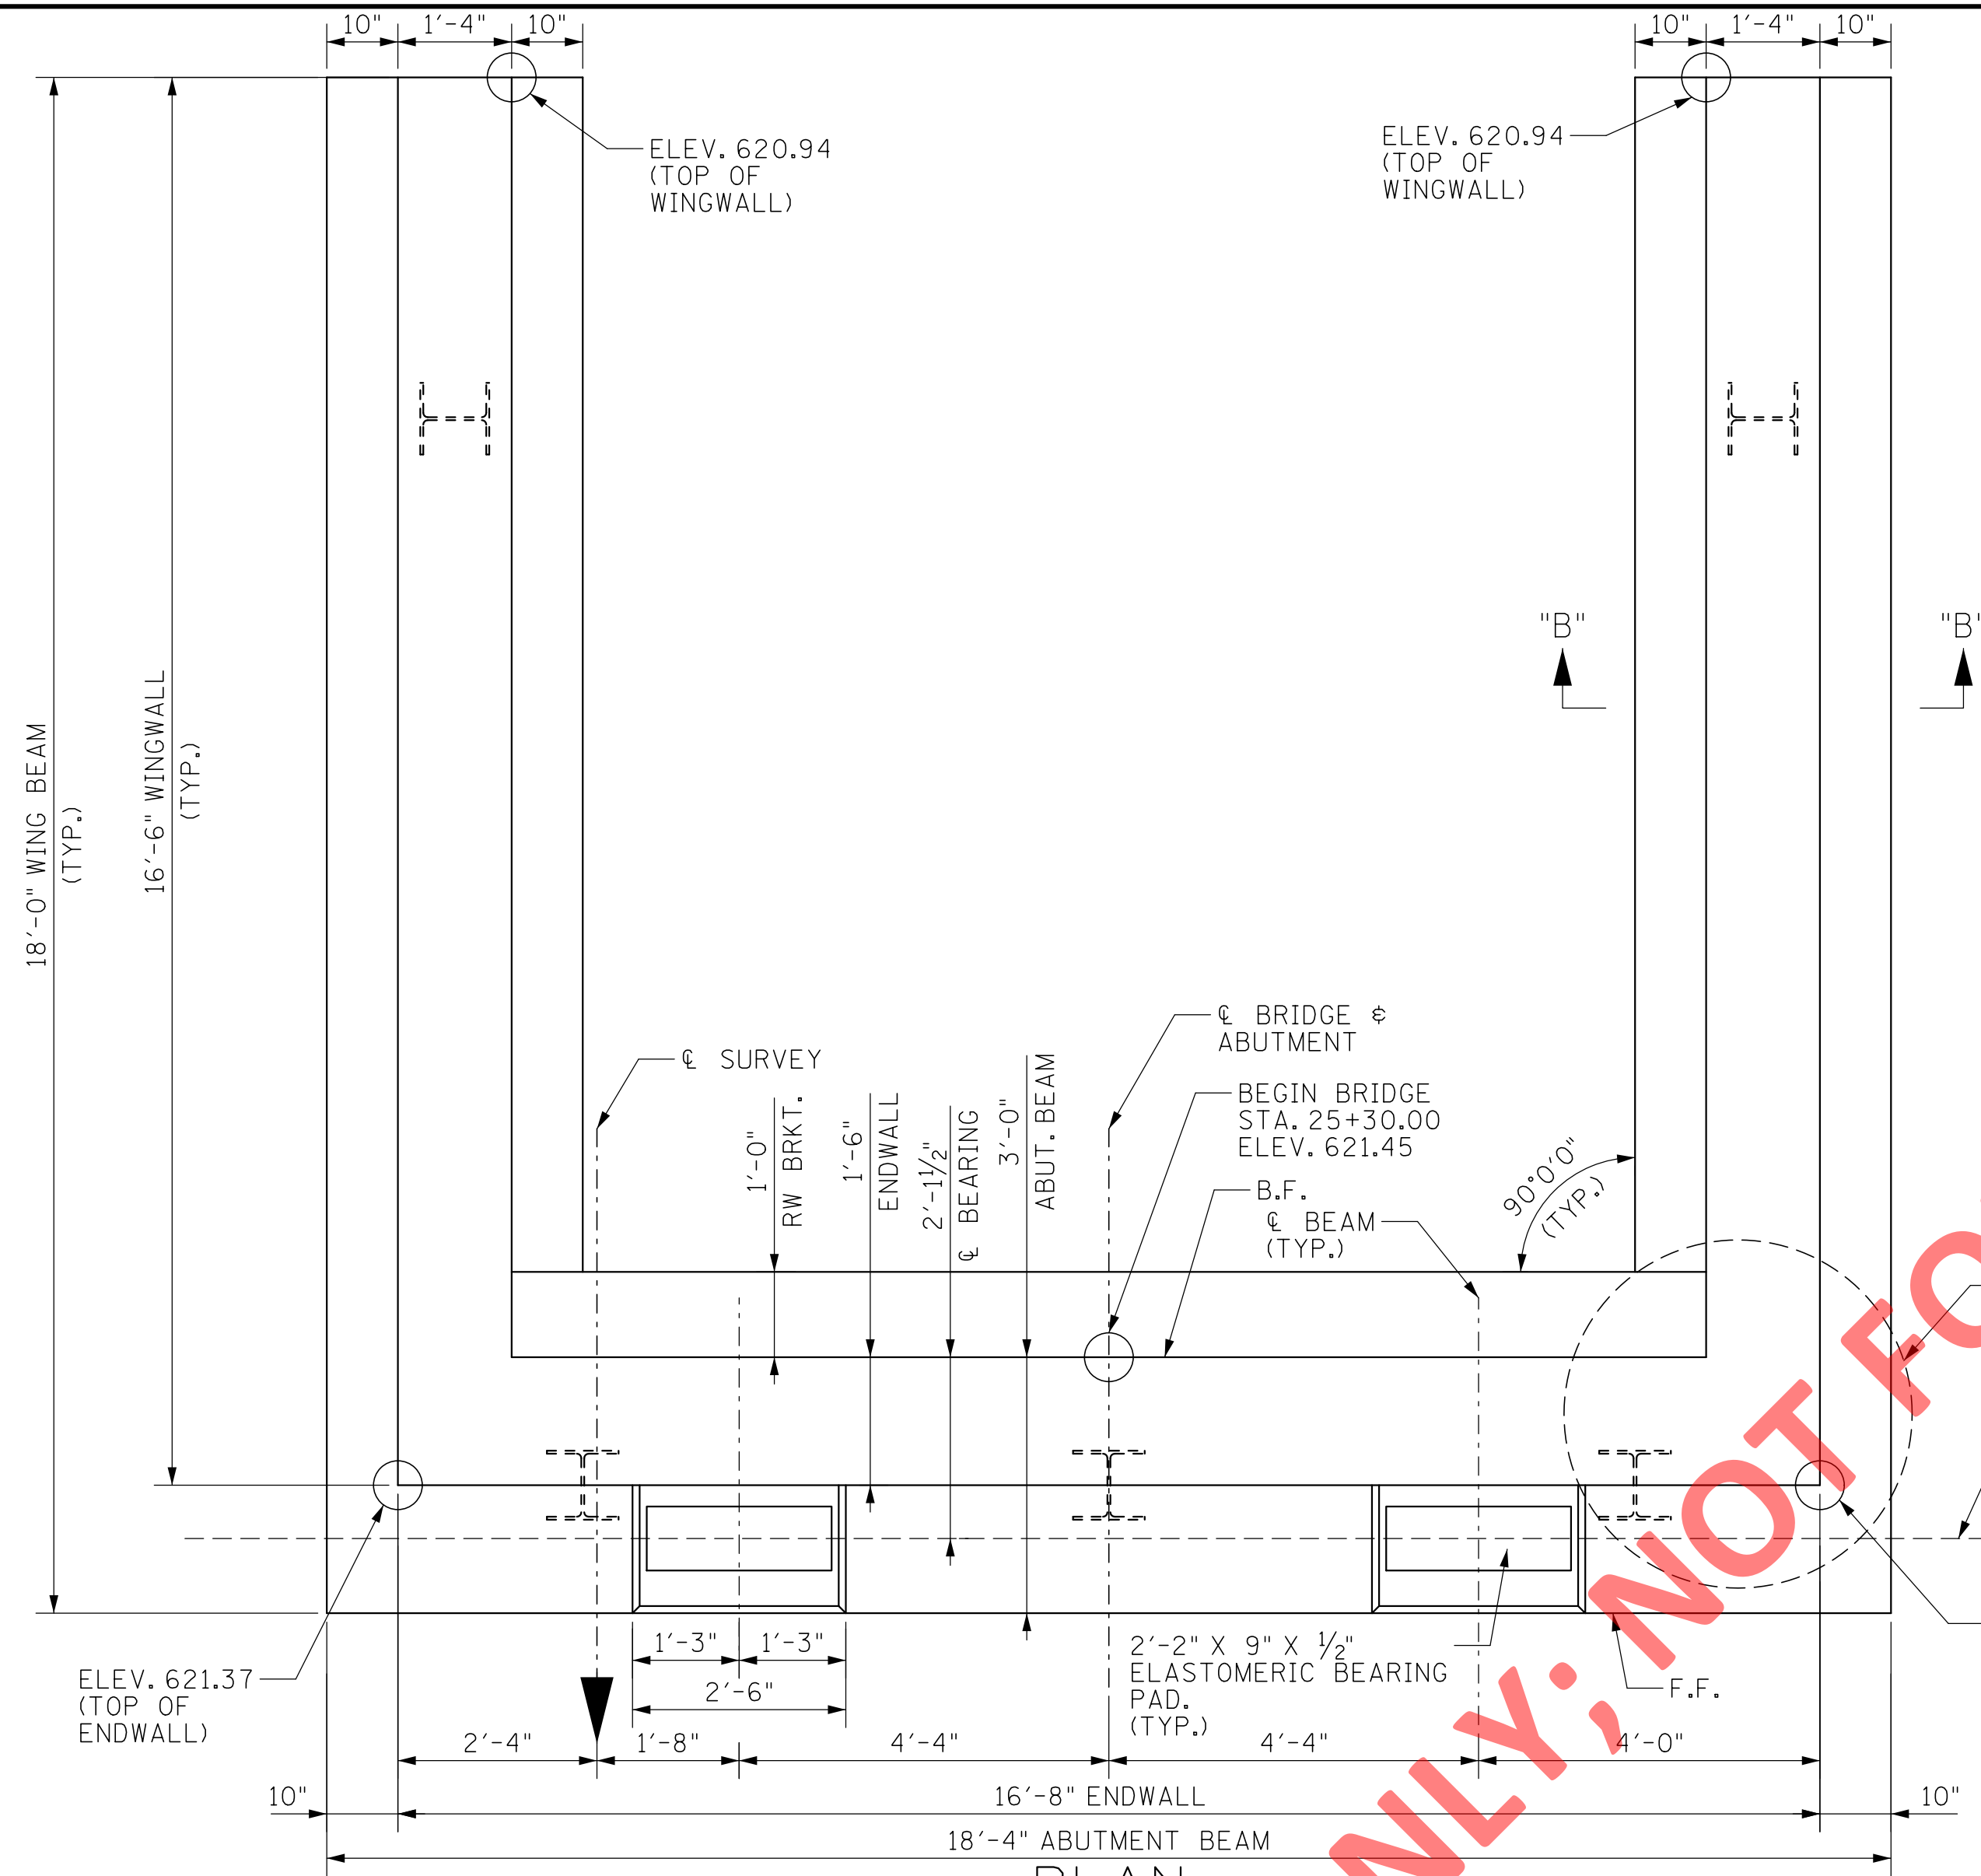 10" 1'-4" 10"
10" 1'-4" 10"
ELEV. 620.94
(TOP OF
WINGWALL)
ELEV. 620.94
(TOP OF
WINGWALL)
"B"
"B"
18'-0" WING BEAM
(TYP.)
16'-6" WINGWALL
(TYP.)
℄ SURVEY
℄ BRIDGE &
ABUTMENT
BEGIN BRIDGE
STA. 25+30.00
ELEV. 621.45
B.F.
℄ BEAM
(TYP.)
1'-0"
RW BRKT.
1'-6"
ENDWALL
2'-1½"
℄ BEARING
3'-0"
ABUT. BEAM
90°0'0"
(TYP.)
ELEV. 621.37
(TOP OF
ENDWALL)
1'-3" 1'-3"
2'-6"
2'-2" X 9" X ½"
ELASTOMERIC BEARING
PAD.
(TYP.)
F.F.
2'-4" 1'-8" 4'-4" 4'-4" 4'-0"
10" 16'-8" ENDWALL 10"
18'-4" ABUTMENT BEAM
PLAN
NLY; NOT FO